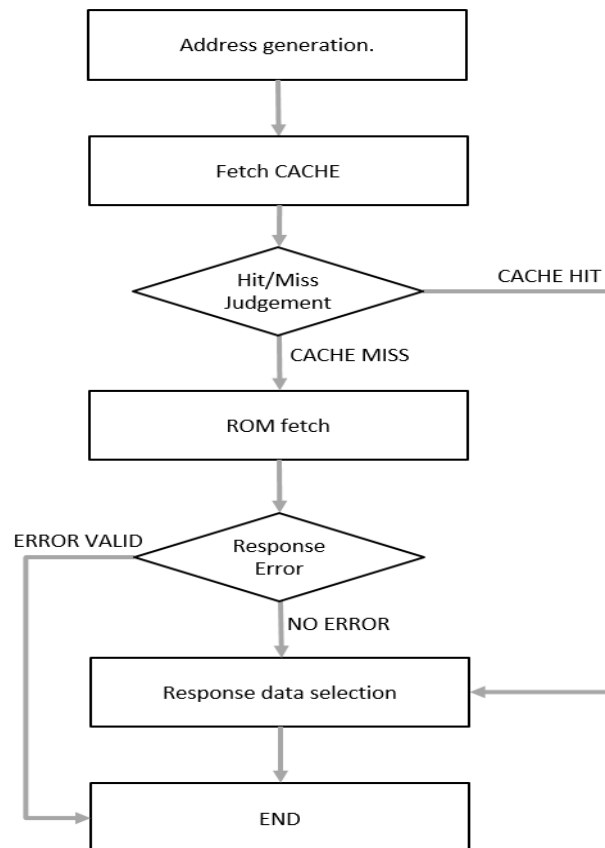 Address generation.
Fetch CACHE
Hit/Miss
Judgement
CACHE HIT
CACHE MISS
ROM fetch
ERROR VALID
Response
Error
NO ERROR
Response data selection
END